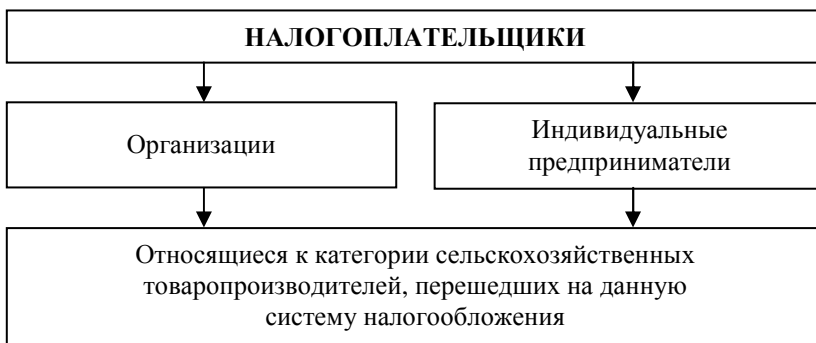 НАЛОГОПЛАТЕЛЬЩИКИ
Организации
Индивидуальные
предприниматели
Относящиеся к категории сельскохозяйственных
товаропроизводителей, перешедших на данную
систему налогообложения